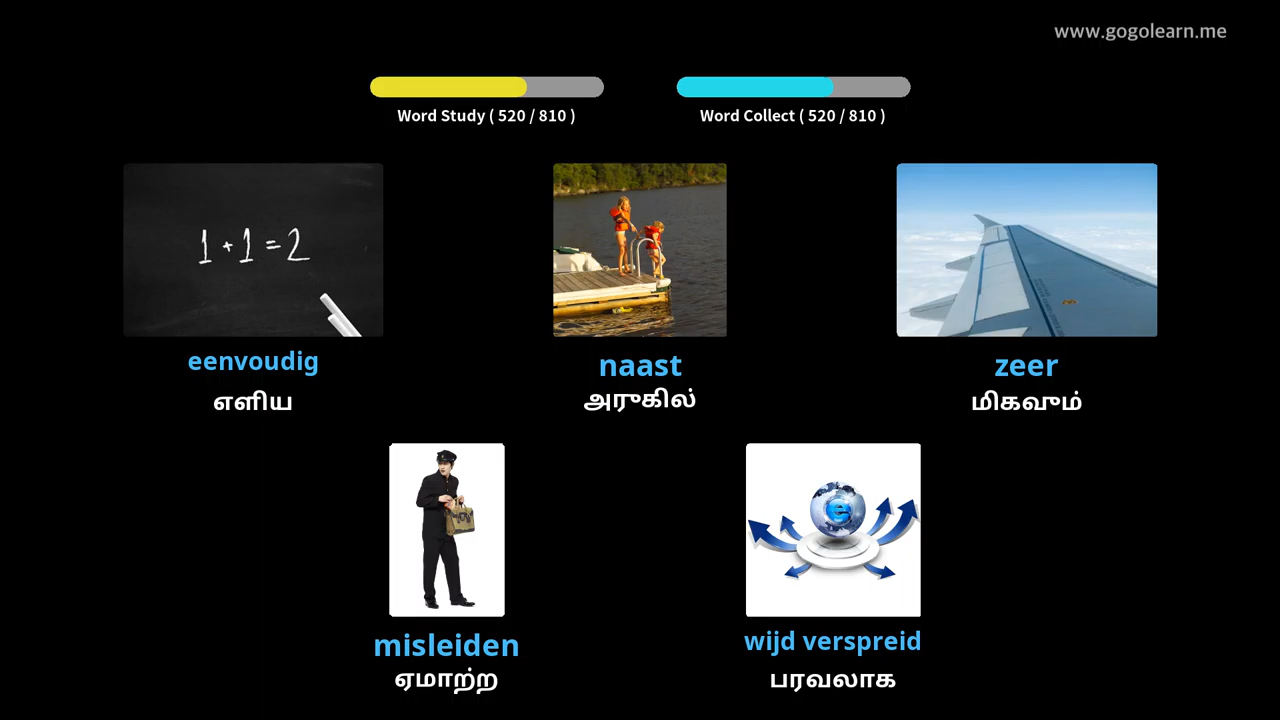 www.gogolearn.me
Word Study ( 520 / 810 )
Word Collect ( 520 / 810 )
1 + 1 = 2
eenvoudig
எளிய
naast
அருகில்
zeer
மிகவும்
e
misleiden
ஏமாற்ற
wijd verspreid
பரவலாக